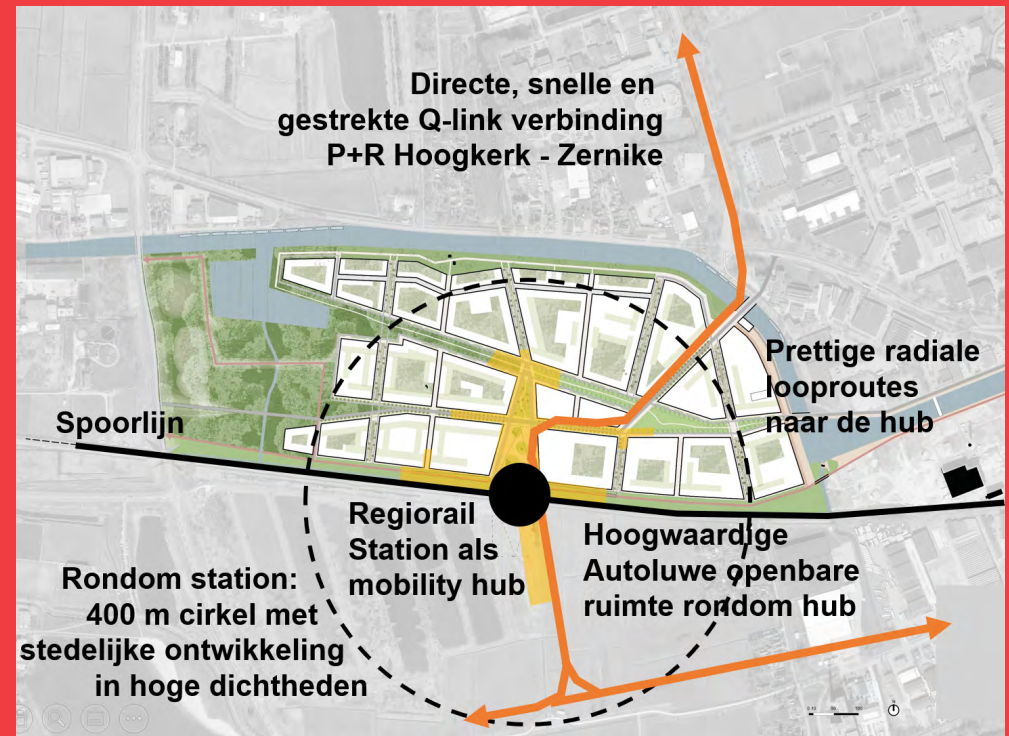 Directe, snelle en
gestrekte Q-link verbinding
P+R Hoogkerk - Zernike
Prettige radiale
looproutes
naar de hub
Spoorlijn
Regiorail
Station als
mobility hub
Hoogwaardige
Autoluwe openbare
ruimte rondom hub
Rondom station:
400 m cirkel met
stedelijke ontwikkeling
in hoge dichtheden